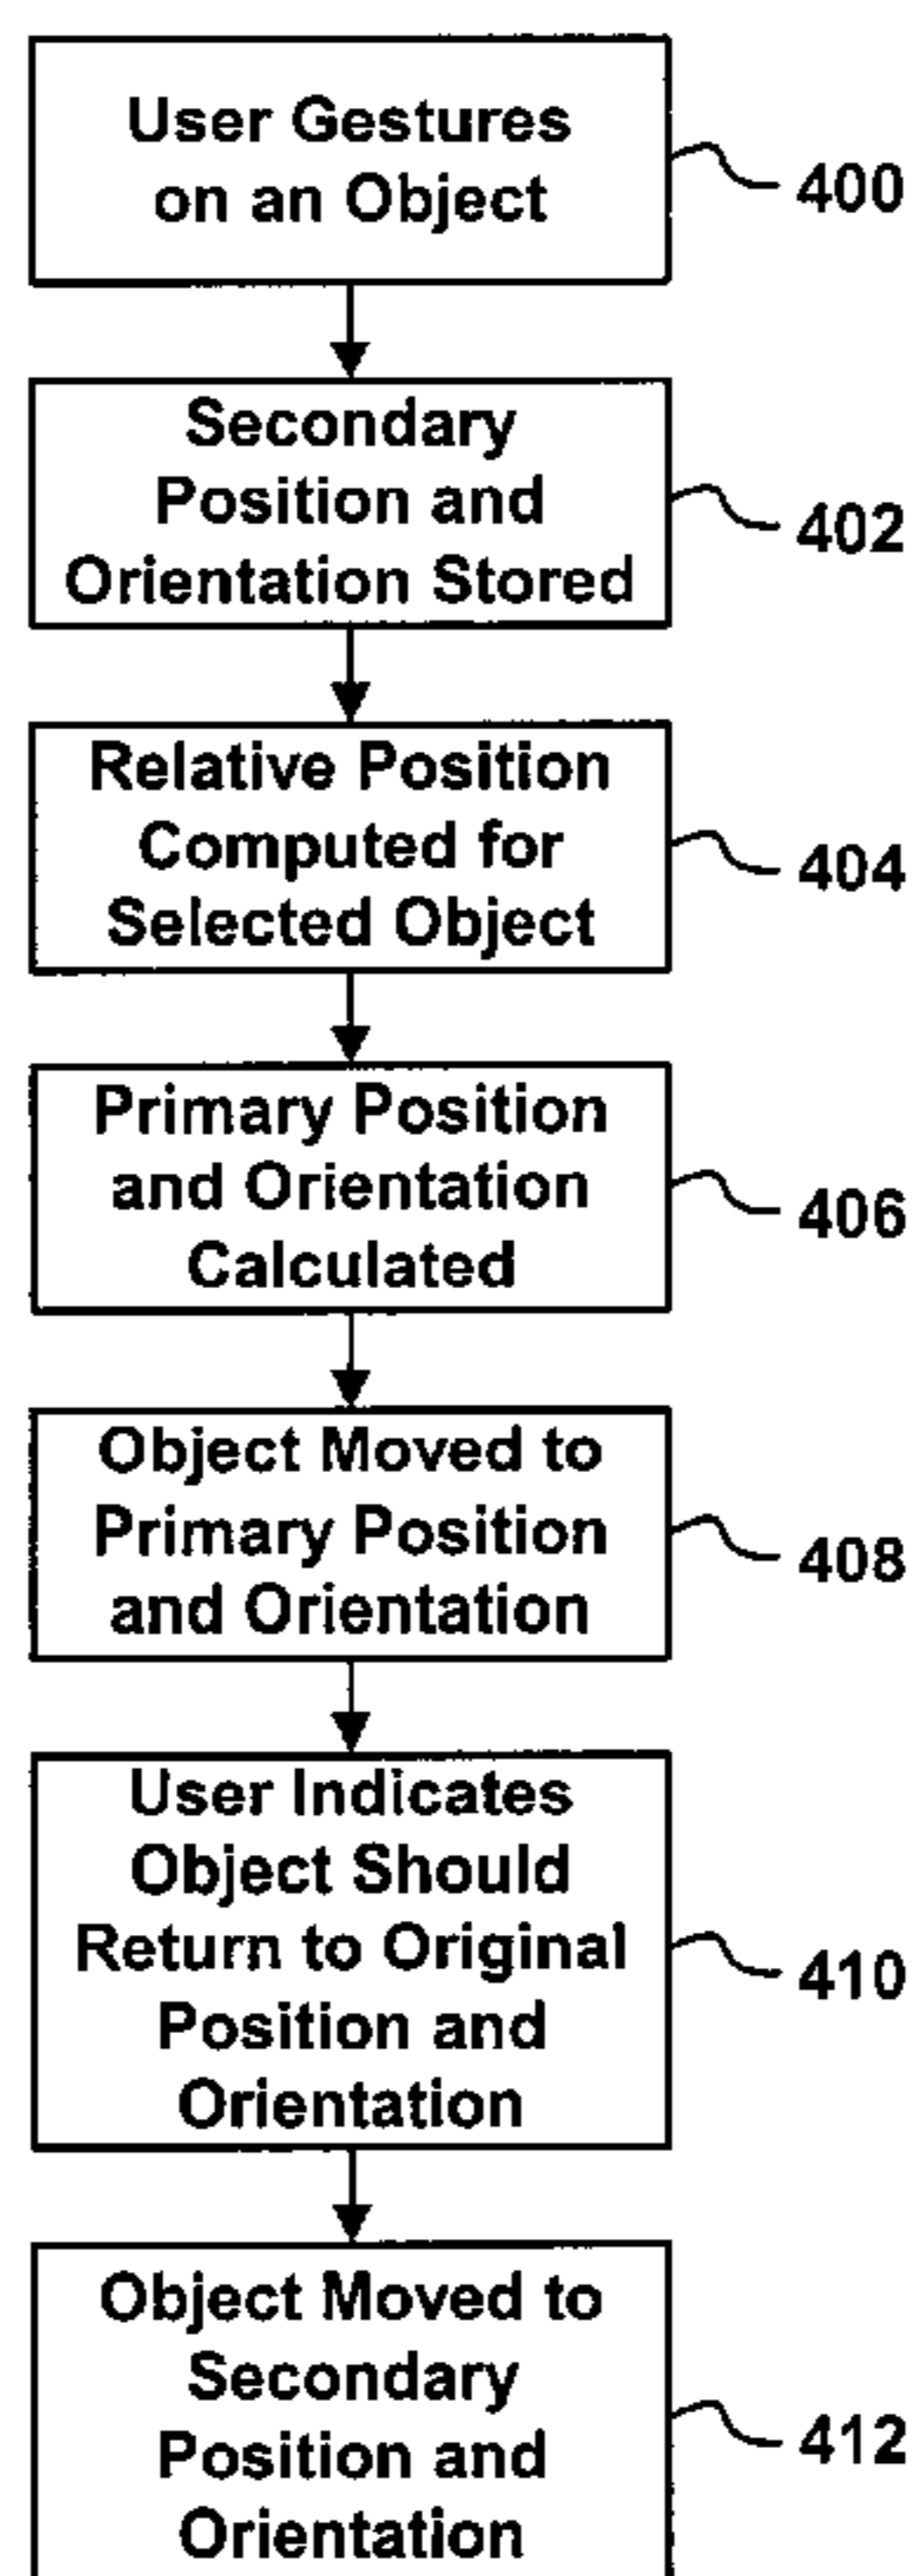 User Gestures
on an Object
400
Secondary
Position and
Orientation Stored
402
Relative Position
Computed for
Selected Object
404
Primary Position
and Orientation
Calculated
406
Object Moved to
Primary Position
and Orientation
408
User Indicates
Object Should
Return to Original
Position and
Orientation
410
Object Moved to
Secondary
Position and
Orientation
412